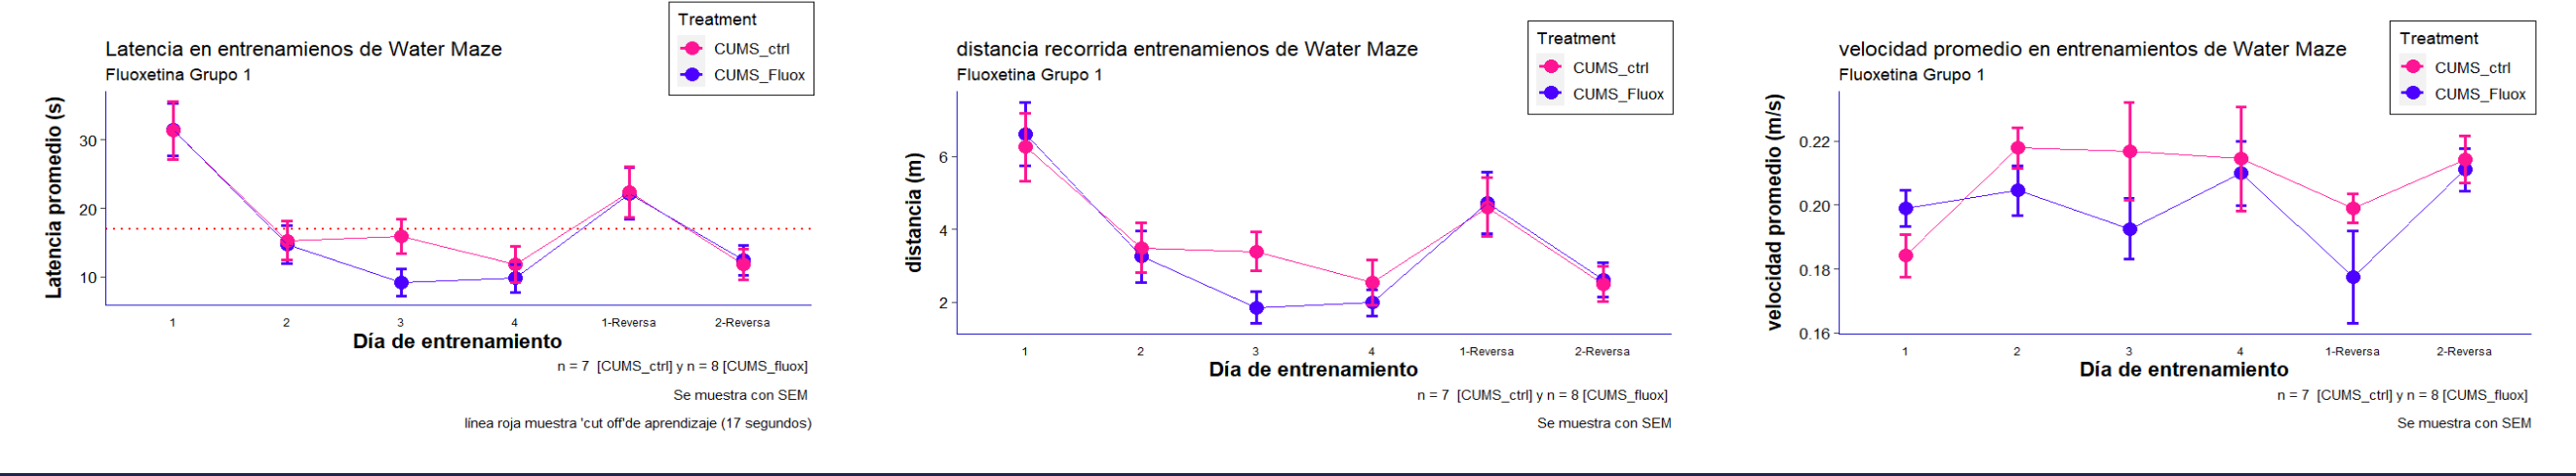 Latencia en entrenamienos de Water Maze
Fluoxetina Grupo 1
Treatment
CUMS_ctrl
CUMS_Fluox
Latencia promedio (s)
30
20
10
1
2
3
4
1-Reversa
2-Reversa
Día de entrenamiento
n = 7 [CUMS_ctrl] y n = 8 [CUMS_fluox]
Se muestra con SEM
línea roja muestra 'cut off'de aprendizaje (17 segundos)
distancia recorrida entrenamienos de Water Maze
Fluoxetina Grupo 1
Treatment
CUMS_ctrl
CUMS_Fluox
distancia (m)
6
4
2
1
2
3
4
1-Reversa
2-Reversa
Día de entrenamiento
n = 7 [CUMS_ctrl] y n = 8 [CUMS_fluox]
Se muestra con SEM
velocidad promedio en entrenamientos de Water Maze
Fluoxetina Grupo 1
Treatment
CUMS_ctrl
CUMS_Fluox
velocidad promedio (m/s)
0.22
0.20
0.18
0.16
1
2
3
4
1-Reversa
2-Reversa
Día de entrenamiento
n = 7 [CUMS_ctrl] y n = 8 [CUMS_fluox]
Se muestra con SEM